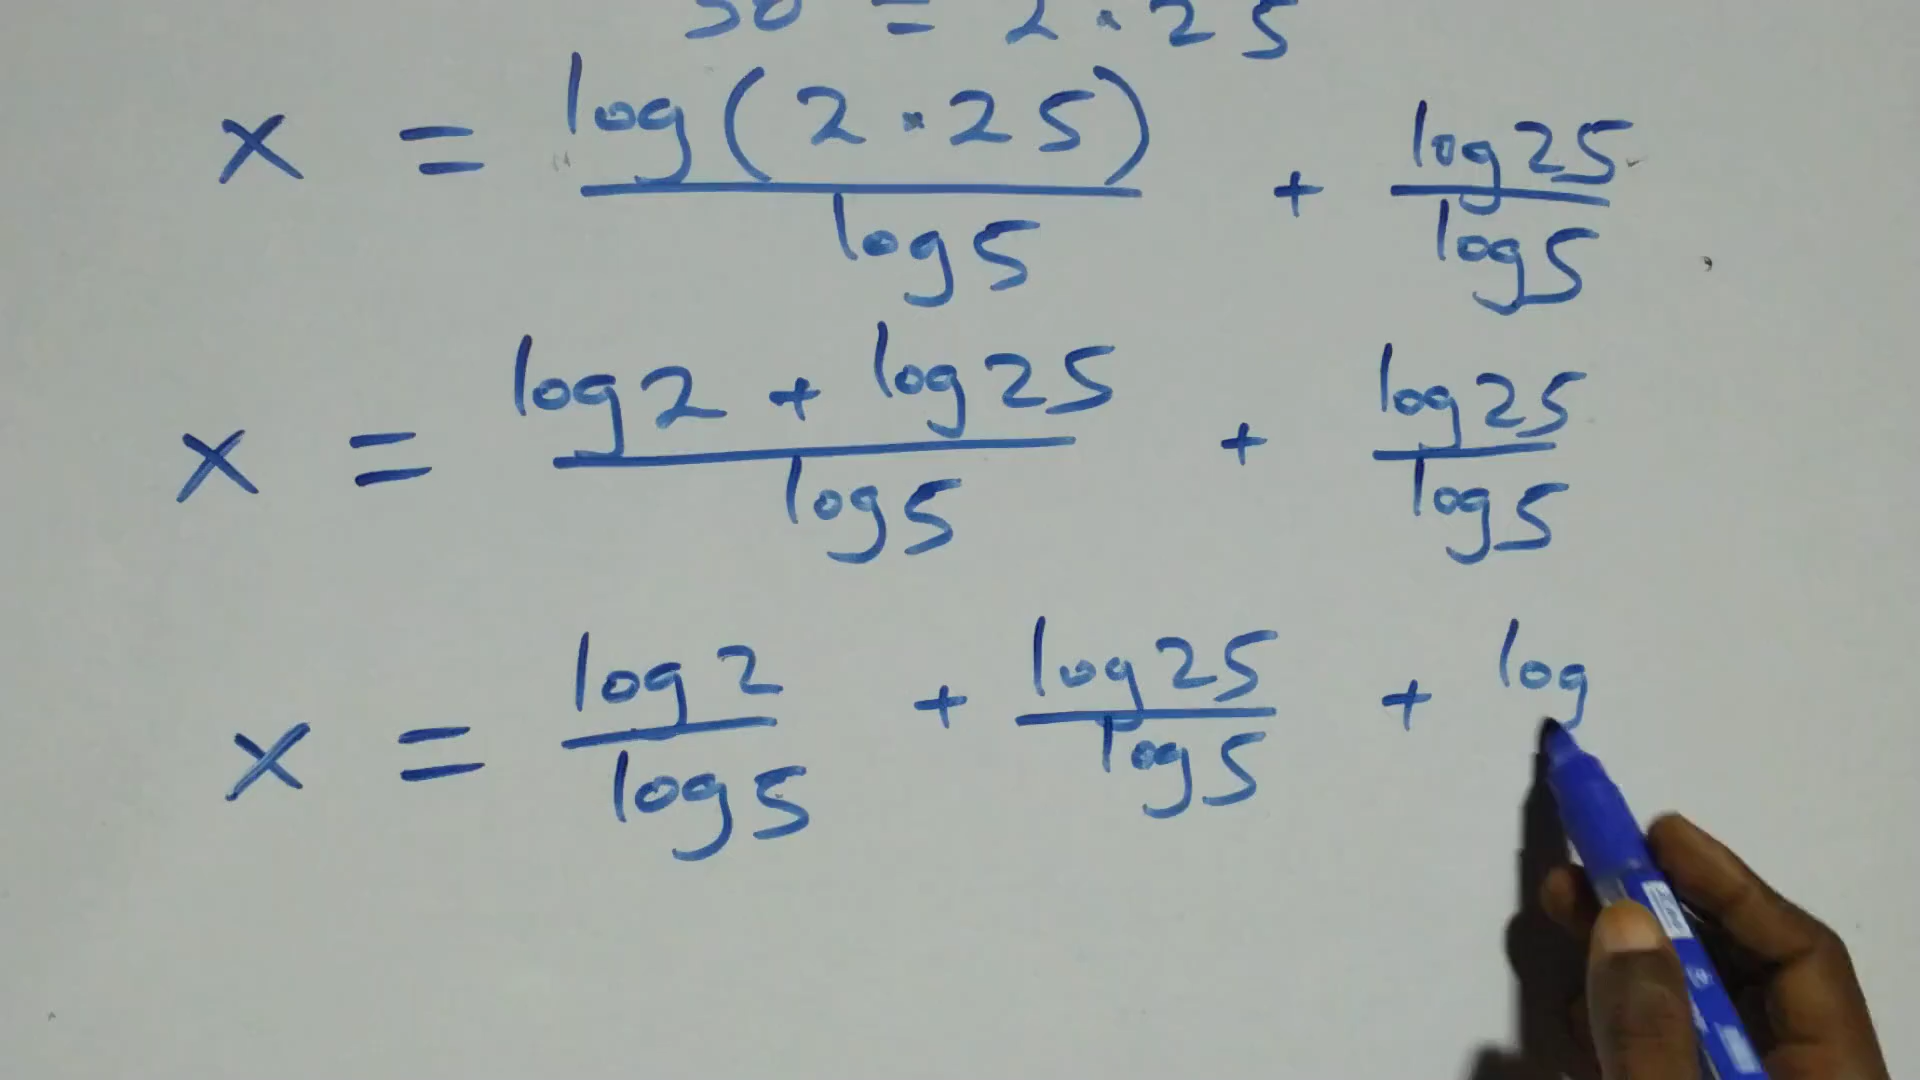 50 = 2·25
x = log(2·25)/log5 + log25/log5
x = log2 + log25/log5 + log25/log5
x = log2/log5 + log25/log5 + log